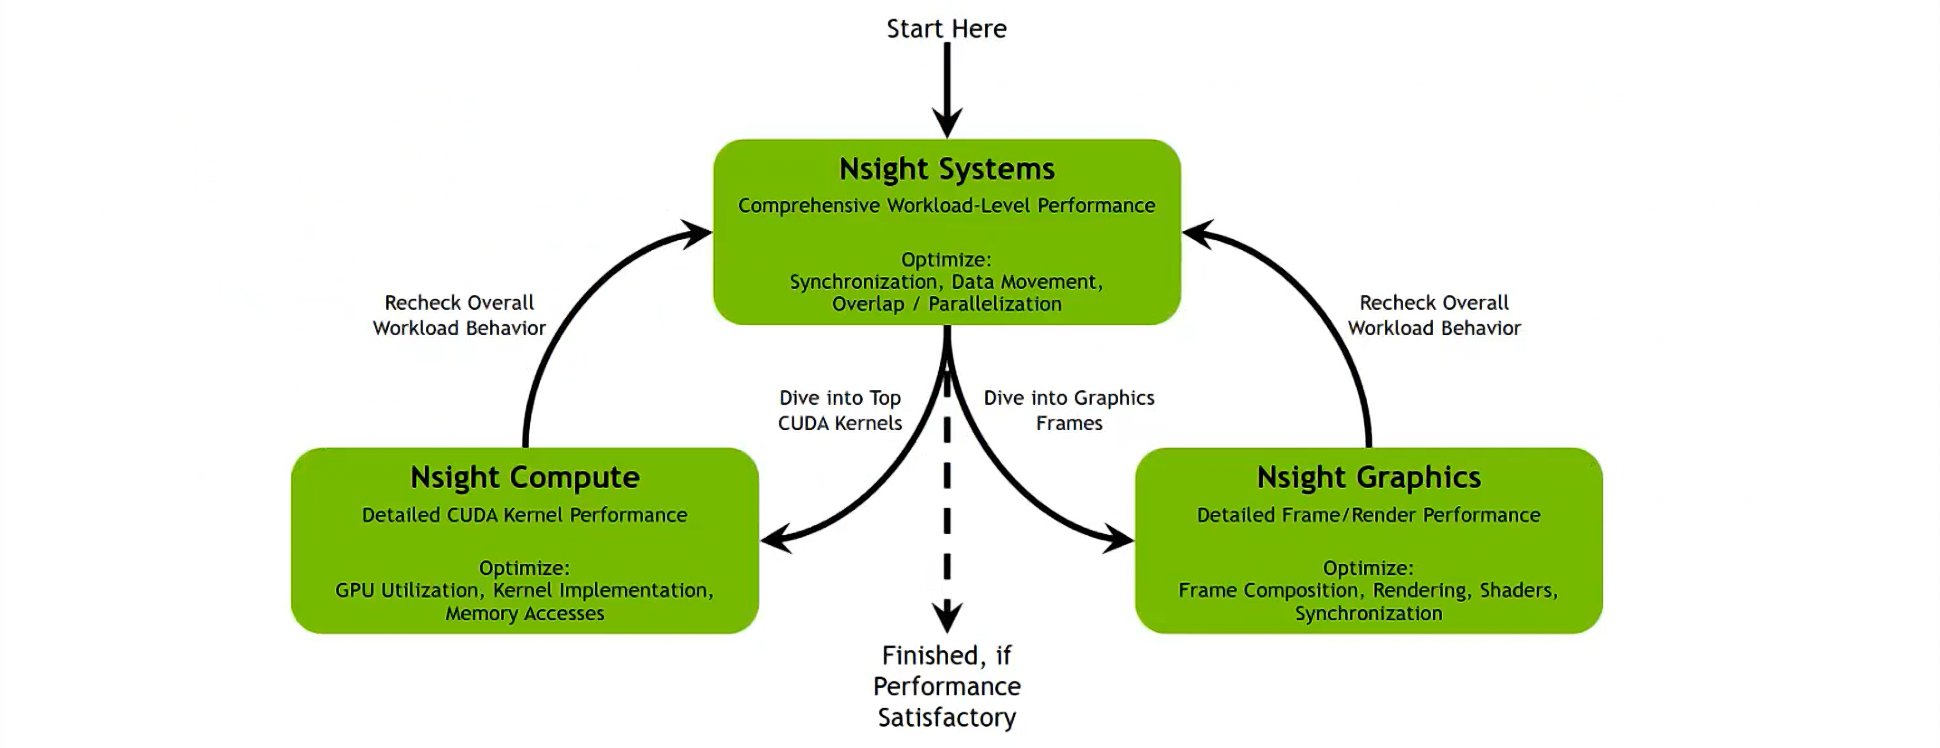 Start Here
Nsight Systems
Comprehensive Workload-Level Performance
Optimize:
Synchronization, Data Movement,
Overlap / Parallelization
Recheck Overall
Workload Behavior
Recheck Overall
Workload Behavior
Dive into Top
CUDA Kernels
Dive into Graphics
Frames
Nsight Compute
Detailed CUDA Kernel Performance
Optimize:
GPU Utilization, Kernel Implementation,
Memory Accesses
Nsight Graphics
Detailed Frame/Render Performance
Optimize:
Frame Composition, Rendering, Shaders,
Synchronization
Finished, if
Performance
Satisfactory